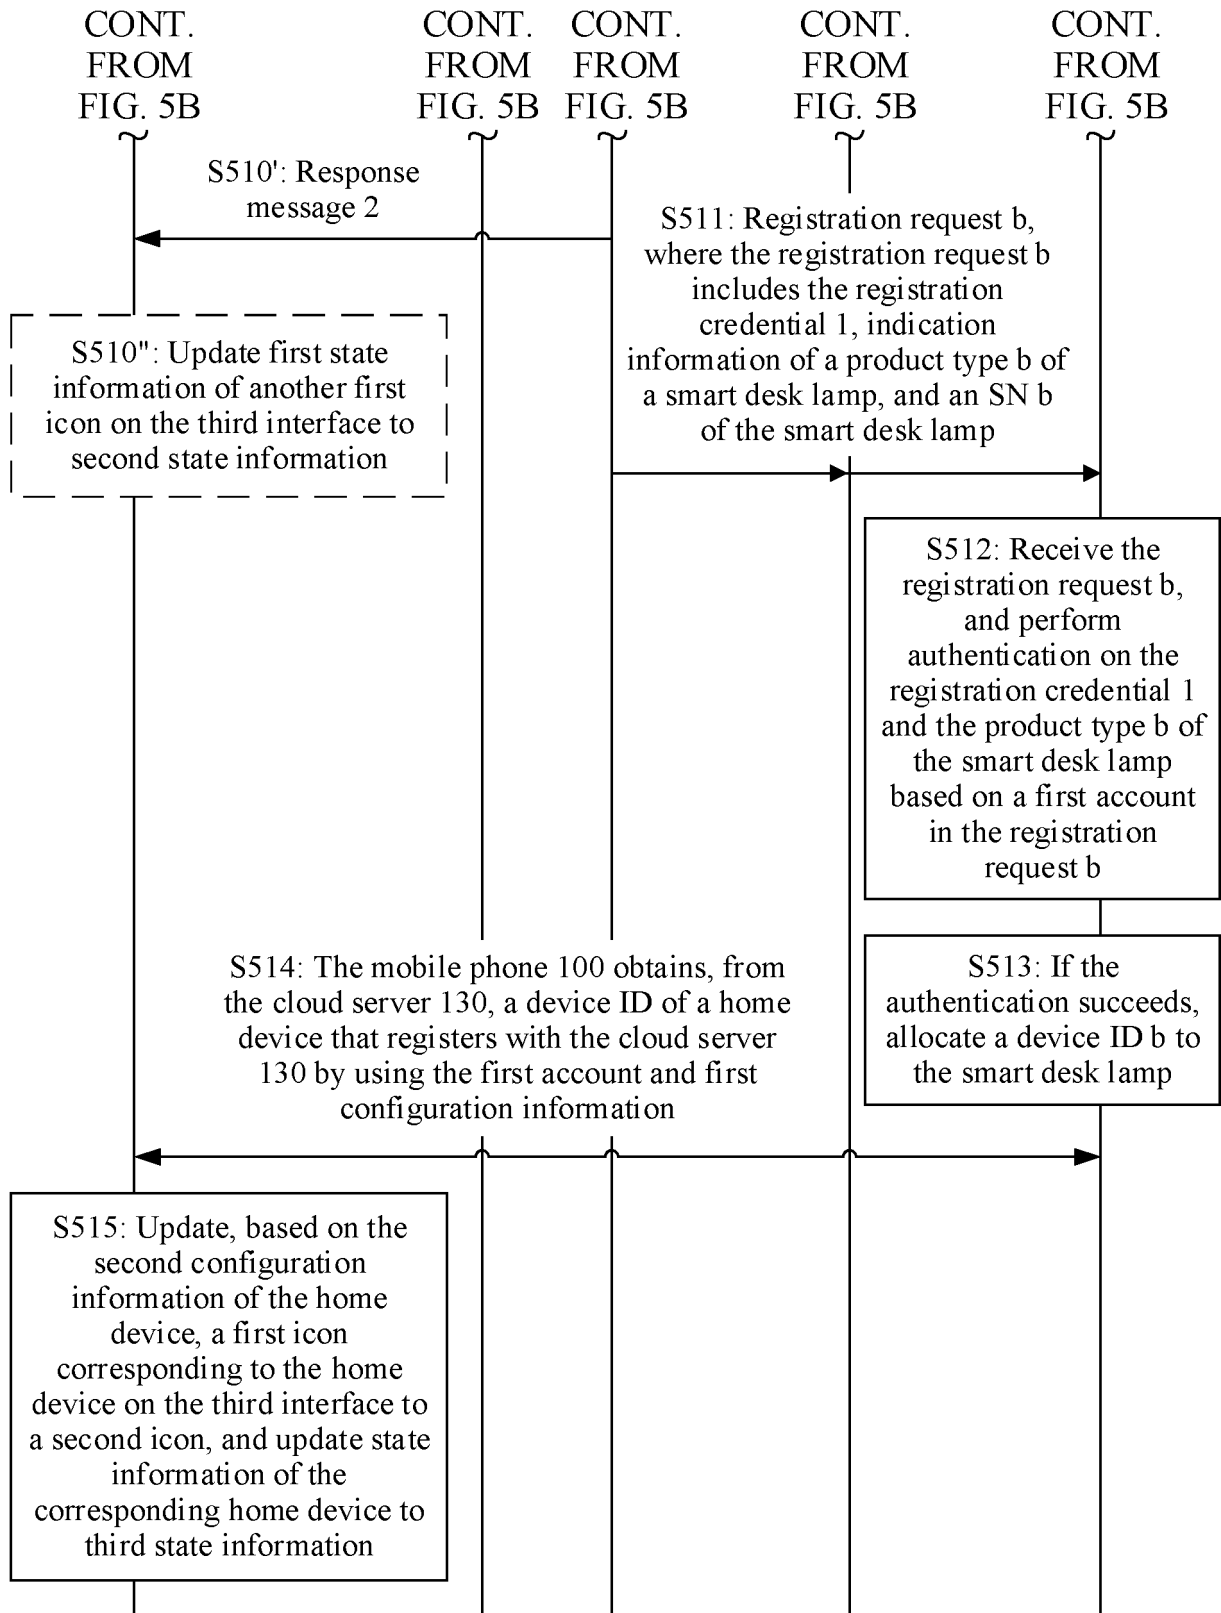 CONT.
FROM
FIG. 5B
CONT.
FROM
FIG. 5B
CONT.
FROM
FIG. 5B
CONT.
FROM
FIG. 5B
CONT.
FROM
FIG. 5B
S510': Response
message 2
S511: Registration request b,
where the registration request b
includes the registration
credential 1, indication
information of a product type b of
a smart desk lamp, and an SN b
of the smart desk lamp
S510": Update first state
information of another first
icon on the third interface to
second state information
S512: Receive the
registration request b,
and perform
authentication on the
registration credential 1
and the product type b of
the smart desk lamp
based on a first account
in the registration
request b
S513: If the
authentication succeeds,
allocate a device ID b to
the smart desk lamp
S514: The mobile phone 100 obtains, from
the cloud server 130, a device ID of a home
device that registers with the cloud server
130 by using the first account and first
configuration information
S515: Update, based on the
second configuration
information of the home
device, a first icon
corresponding to the home
device on the third interface to
a second icon, and update state
information of the
corresponding home device to
third state information